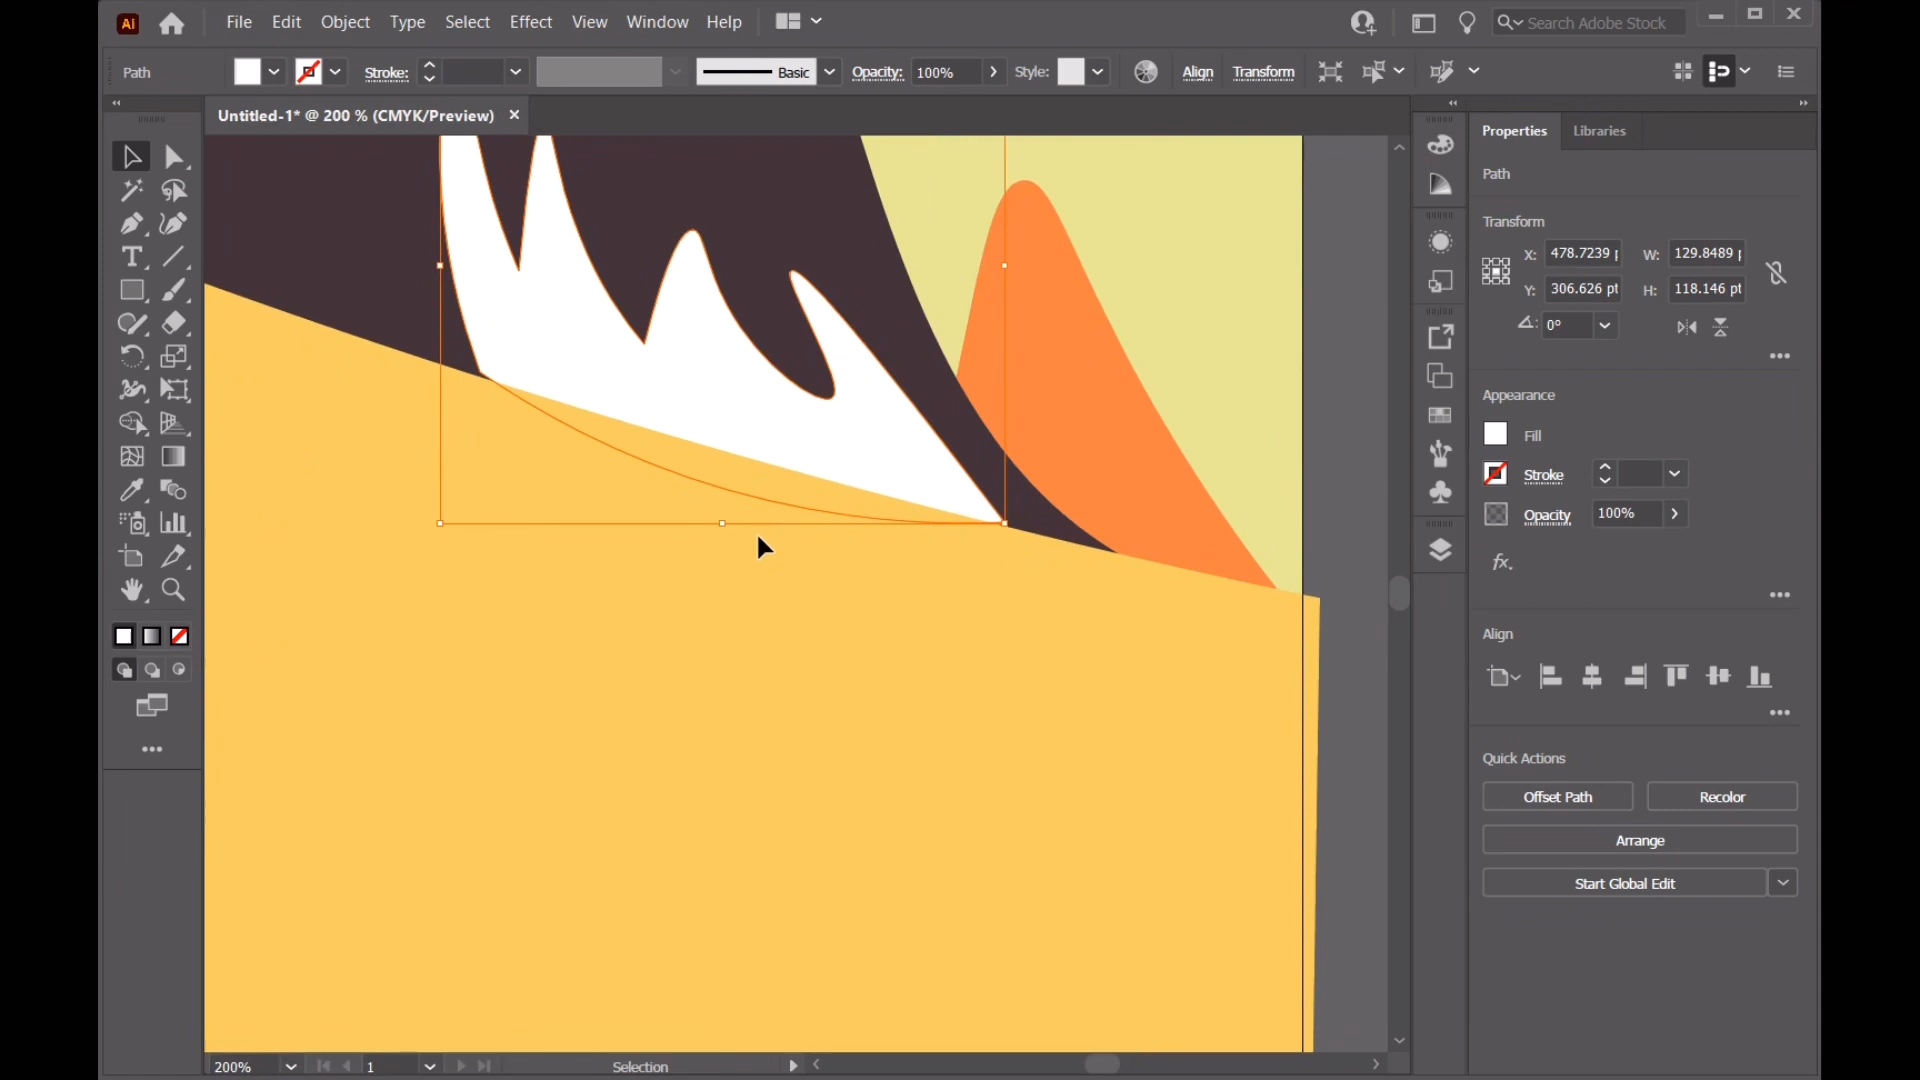 Ai File Edit Object Type Select Effect View Window Help Search Adobe Stock
Path Stroke: Basic Opacity: 100% Style: Align Transform
Untitled-1* @ 200 % (CMYK/Preview) ×
Properties Libraries
Path
Transform
X: 478.7239 p W: 129.8489 p
Y: 306.626 pt H: 118.146 pt
0°
Appearance
Fill
Stroke
Opacity 100%
fx.
Align
Quick Actions
Offset Path Recolor
Arrange
Start Global Edit
200% 1 Selection